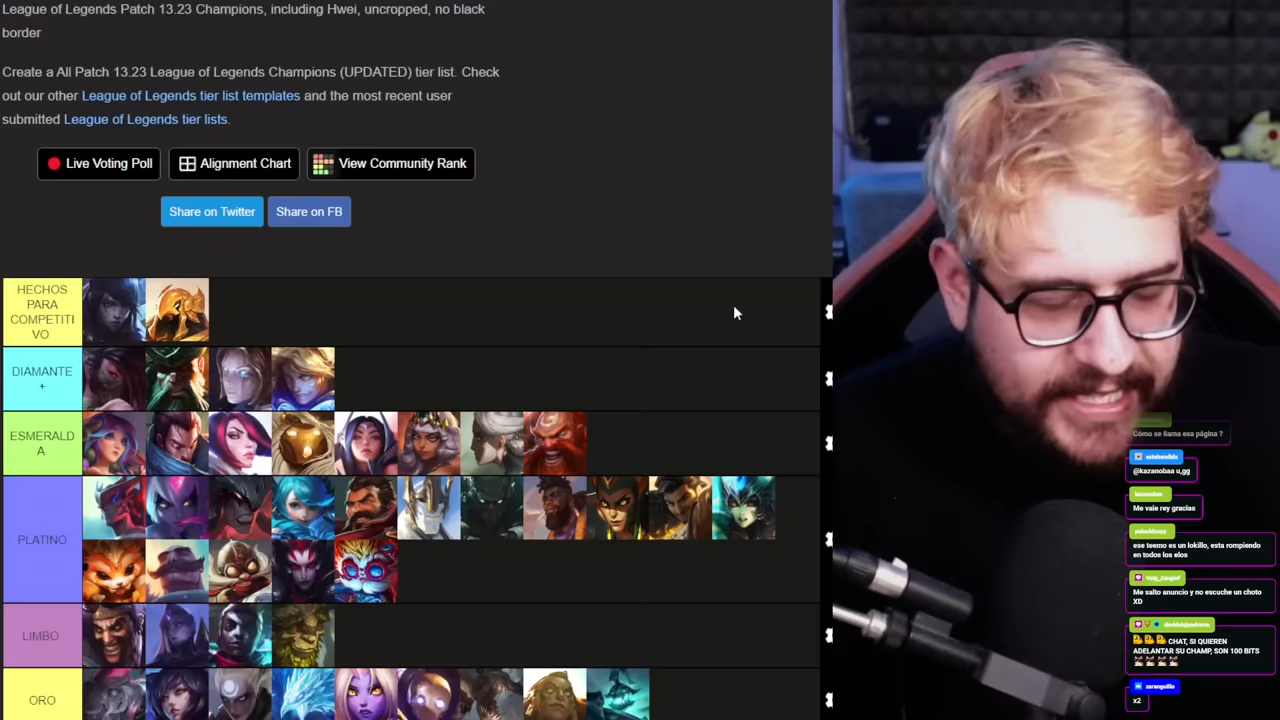 League of Legends Patch 13.23 Champions, including Hwei, uncropped, no black
border
Create a All Patch 13.23 League of Legends Champions (UPDATED) tier list. Check
out our other League of Legends tier list templates and the most recent user
submitted League of Legends tier lists.
Live Voting Poll
Alignment Chart
View Community Rank
Share on Twitter
Share on FB
HECHOS
PARA
COMPETITI
VO
DIAMANTE
+
ESMERALD
A
PLATINO
LIMBO
ORO
Cómo se llama esa página ?
estebandido
@kazanobaa u,gg
Me vale rey gracias
ese teemo es un lokillo, esta rompiendo
en todos los elos
Voig_Zangief
Me salto anuncio y no escuche un choto
XD
CHAT, SI QUIEREN
ADELANTAR SU CHAMP, SON 100 BITS
zaranguillo
x2